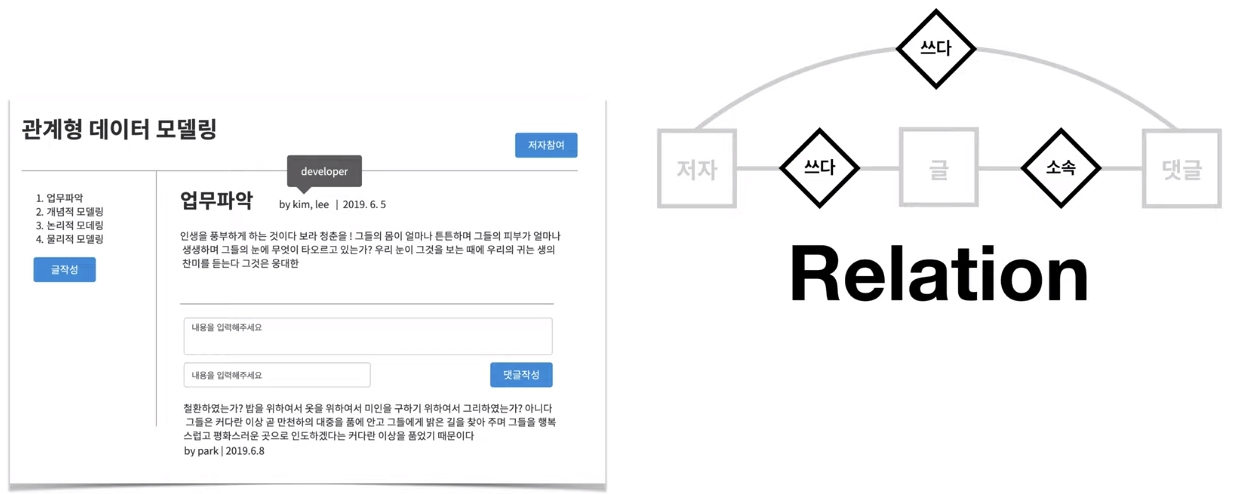 관계형 데이터 모델링
저자참여
developer
1. 업무파악
2. 개념적 모델링
3. 논리적 모데링
4. 물리적 모델링
글작성
업무파악
by kim, lee | 2019. 6. 5
인생을 풍부하게 하는 것이다 보라 청춘을 ! 그들의 몸이 얼마나 튼튼하며 그들의 피부가 얼마나
생생하며 그들의 눈에 무엇이 타오르고 있는가? 우리 눈이 그것을 보는 때에 우리의 귀는 생의
찬미를 듣는다 그것은 웅대한
내용을 입력해주세요
내용을 입력해주세요
댓글작성
철환하였는가? 밥을 위하여서 옷을 위하여서 미인을 구하기 위하여서 그리하였는가? 아니다
그들은 커다란 이상 곧 만천하의 대중을 품에 안고 그들에게 밝은 길을 찾아 주며 그들을 행복
스럽고 평화스러운 곳으로 인도하겠다는 커다란 이상을 품었기 때문이다
by park | 2019.6.8
쓰다
저자
쓰다
글
소속
댓글
Relation